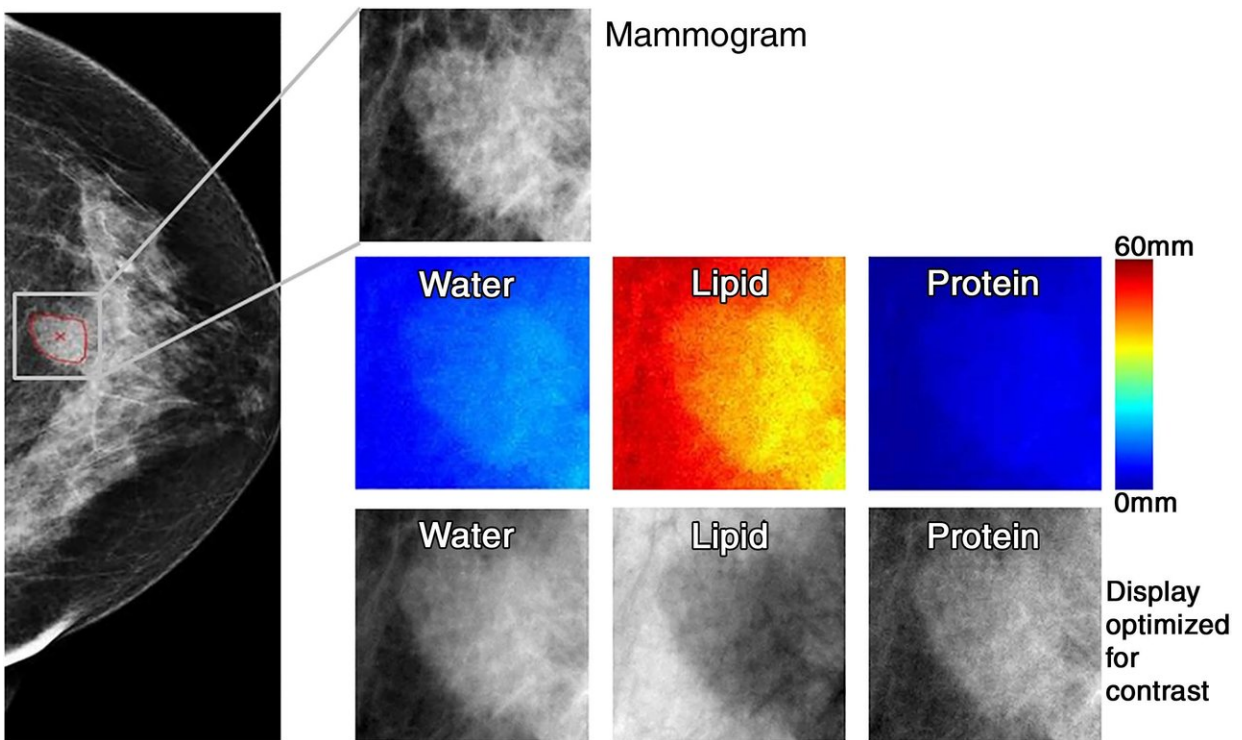 Mammogram
60mm
Water
Lipid
Protein
0mm
Water
Lipid
Protein
Display
optimized
for
contrast